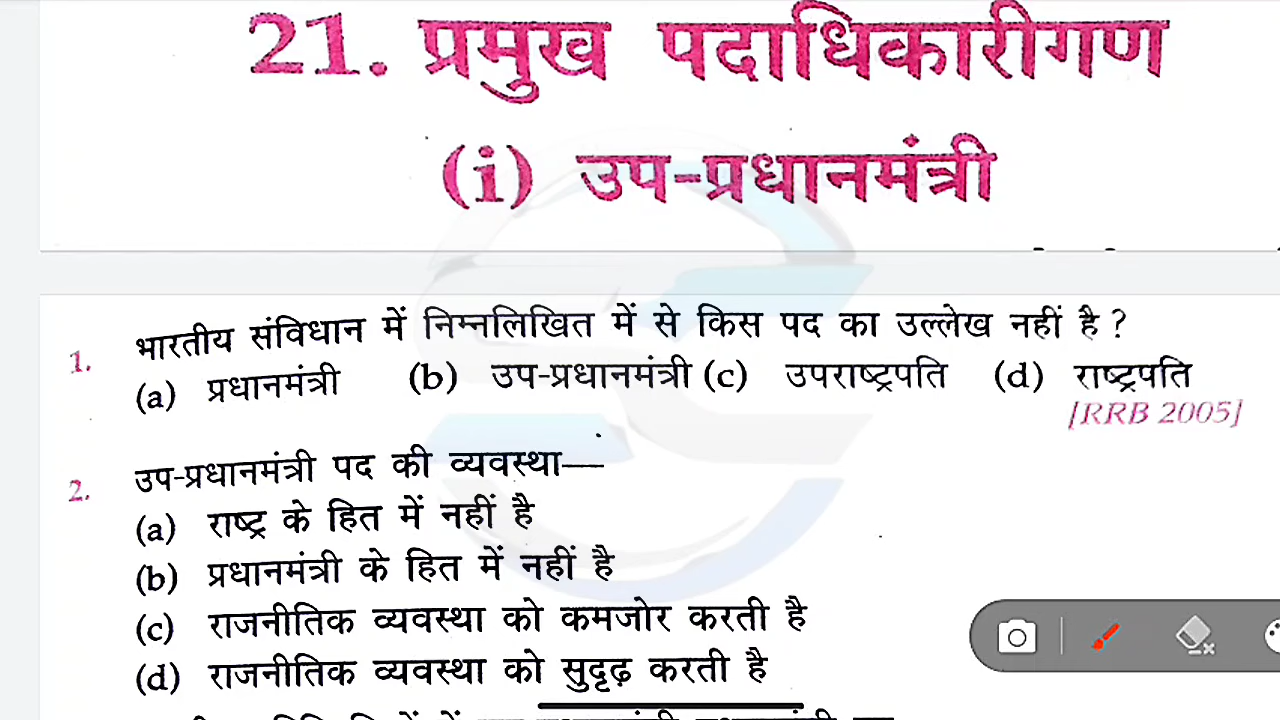 21. प्रमुख पदाधिकारीगण
(i) उप-प्रधानमंत्री
1. भारतीय संविधान में निम्नलिखित में से किस पद का उल्लेख नहीं है ?
(a) प्रधानमंत्री (b) उप-प्रधानमंत्री (c) उपराष्ट्रपति (d) राष्ट्रपति
[RRB 2005]
2. उप-प्रधानमंत्री पद की व्यवस्था—
(a) राष्ट्र के हित में नहीं है
(b) प्रधानमंत्री के हित में नहीं है
(c) राजनीतिक व्यवस्था को कमजोर करती है
(d) राजनीतिक व्यवस्था को सुदृढ़ करती है